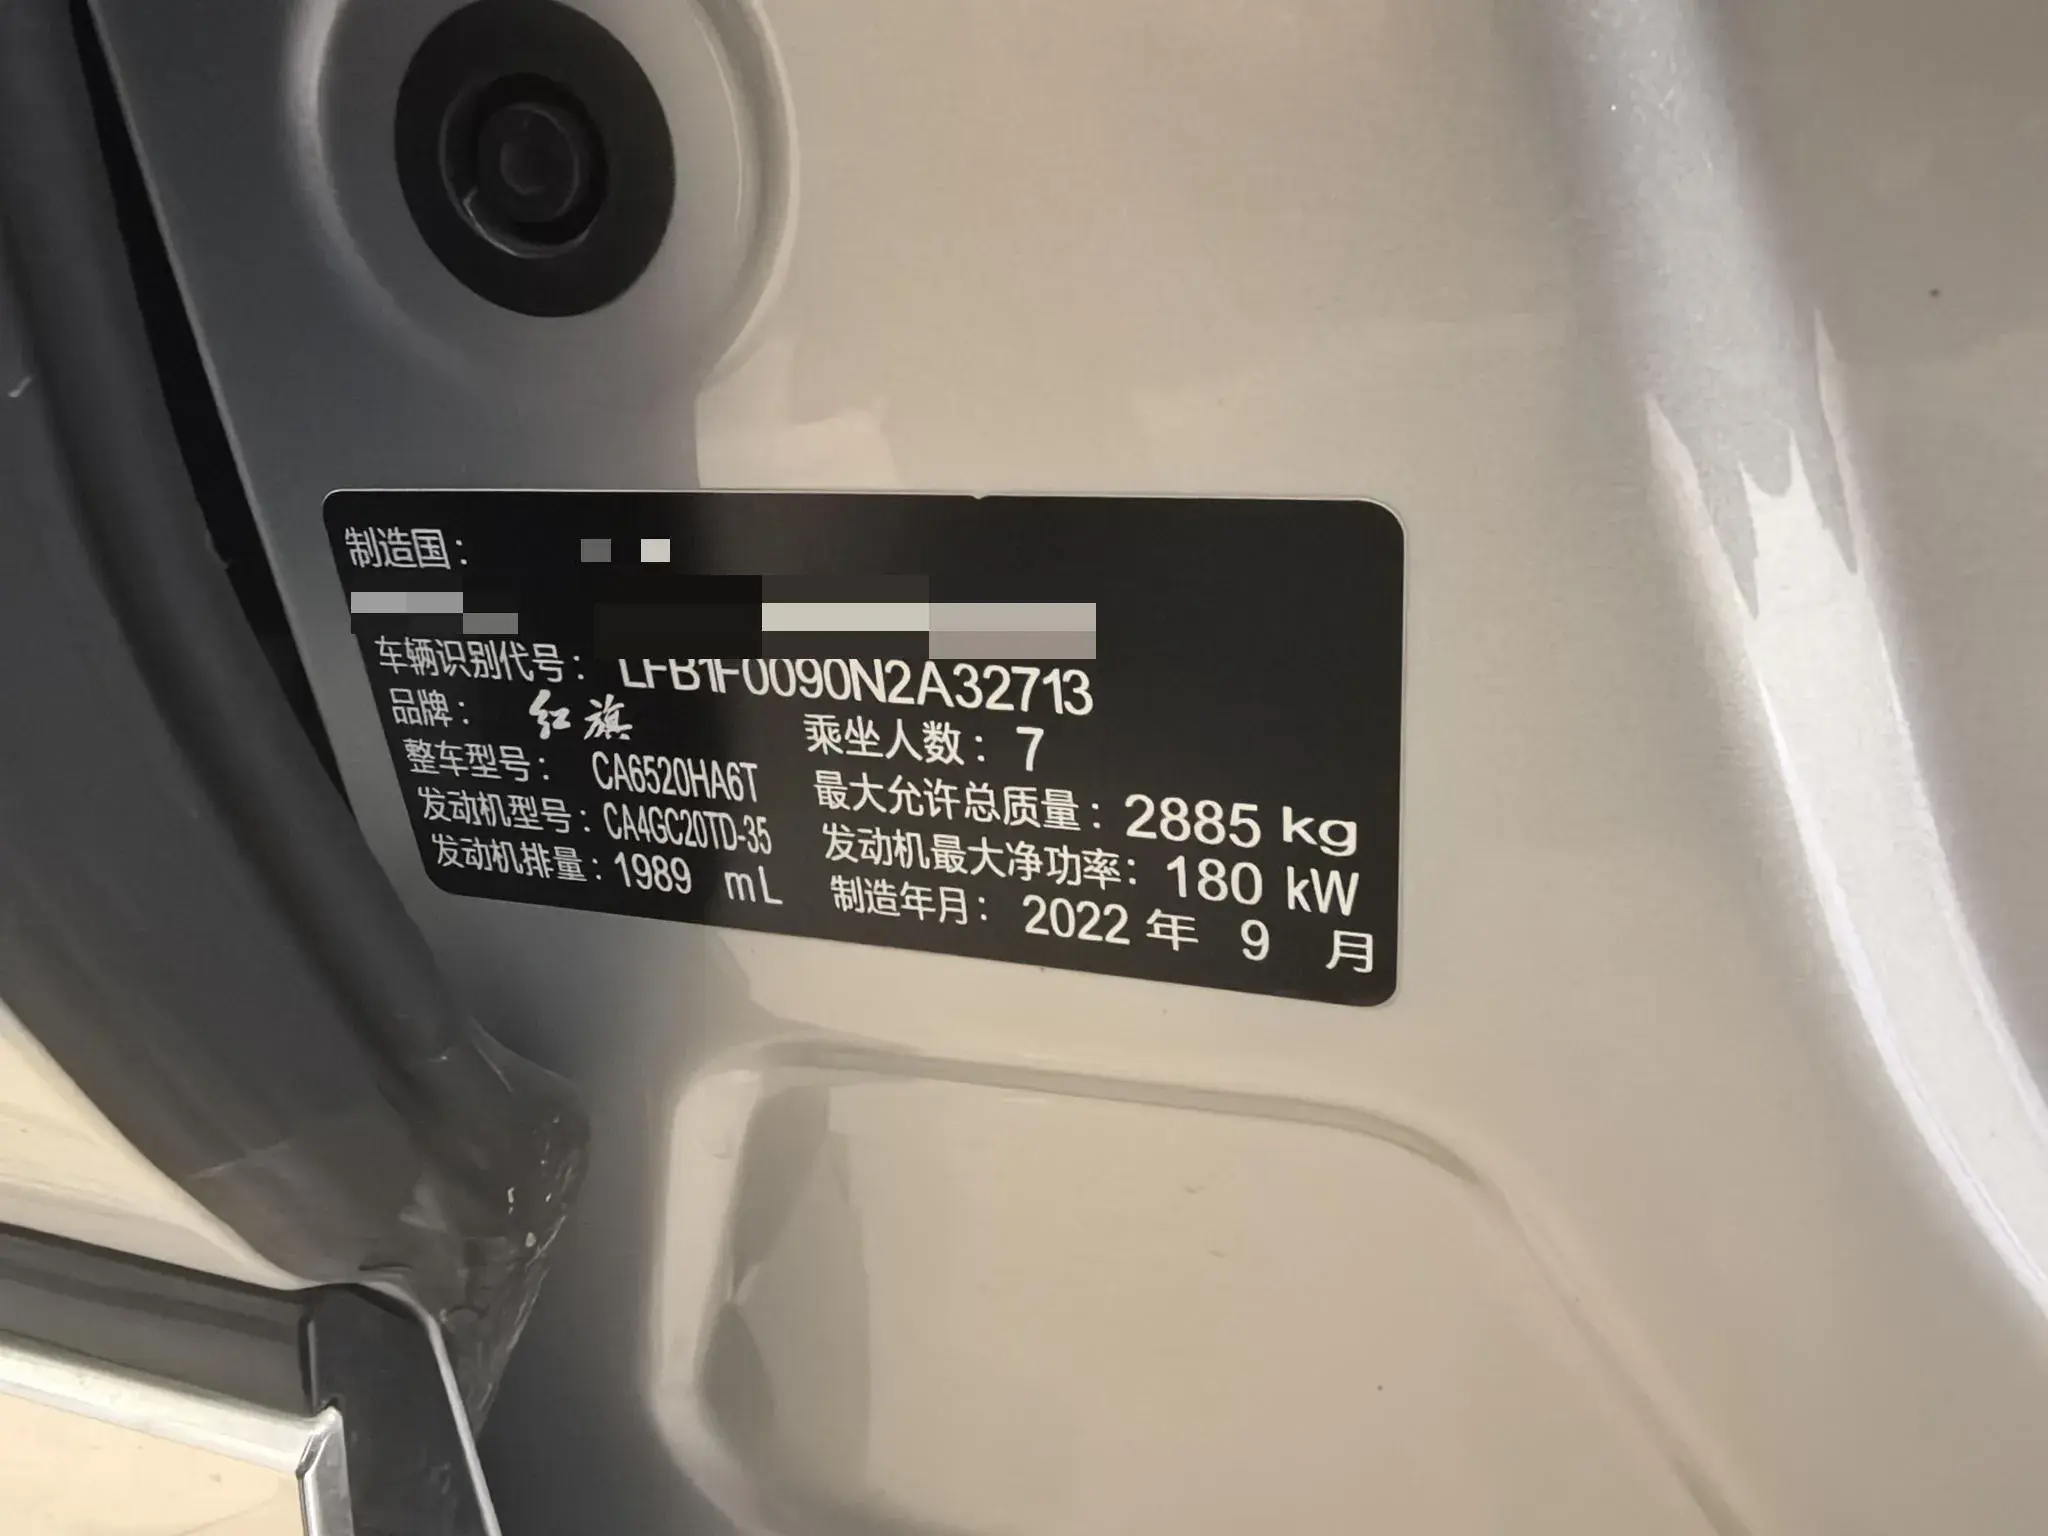 制造国：
车辆识别代号： LFB1F0090N2A32713
品牌： 红旗 乘坐人数： 7
整车型号： CA6520HA6T 最大允许总质量： 2885 kg
发动机型号： CA4GC20TD-35 发动机最大净功率： 180 kW
发动机排量： 1989 mL 制造年月： 2022 年 9 月